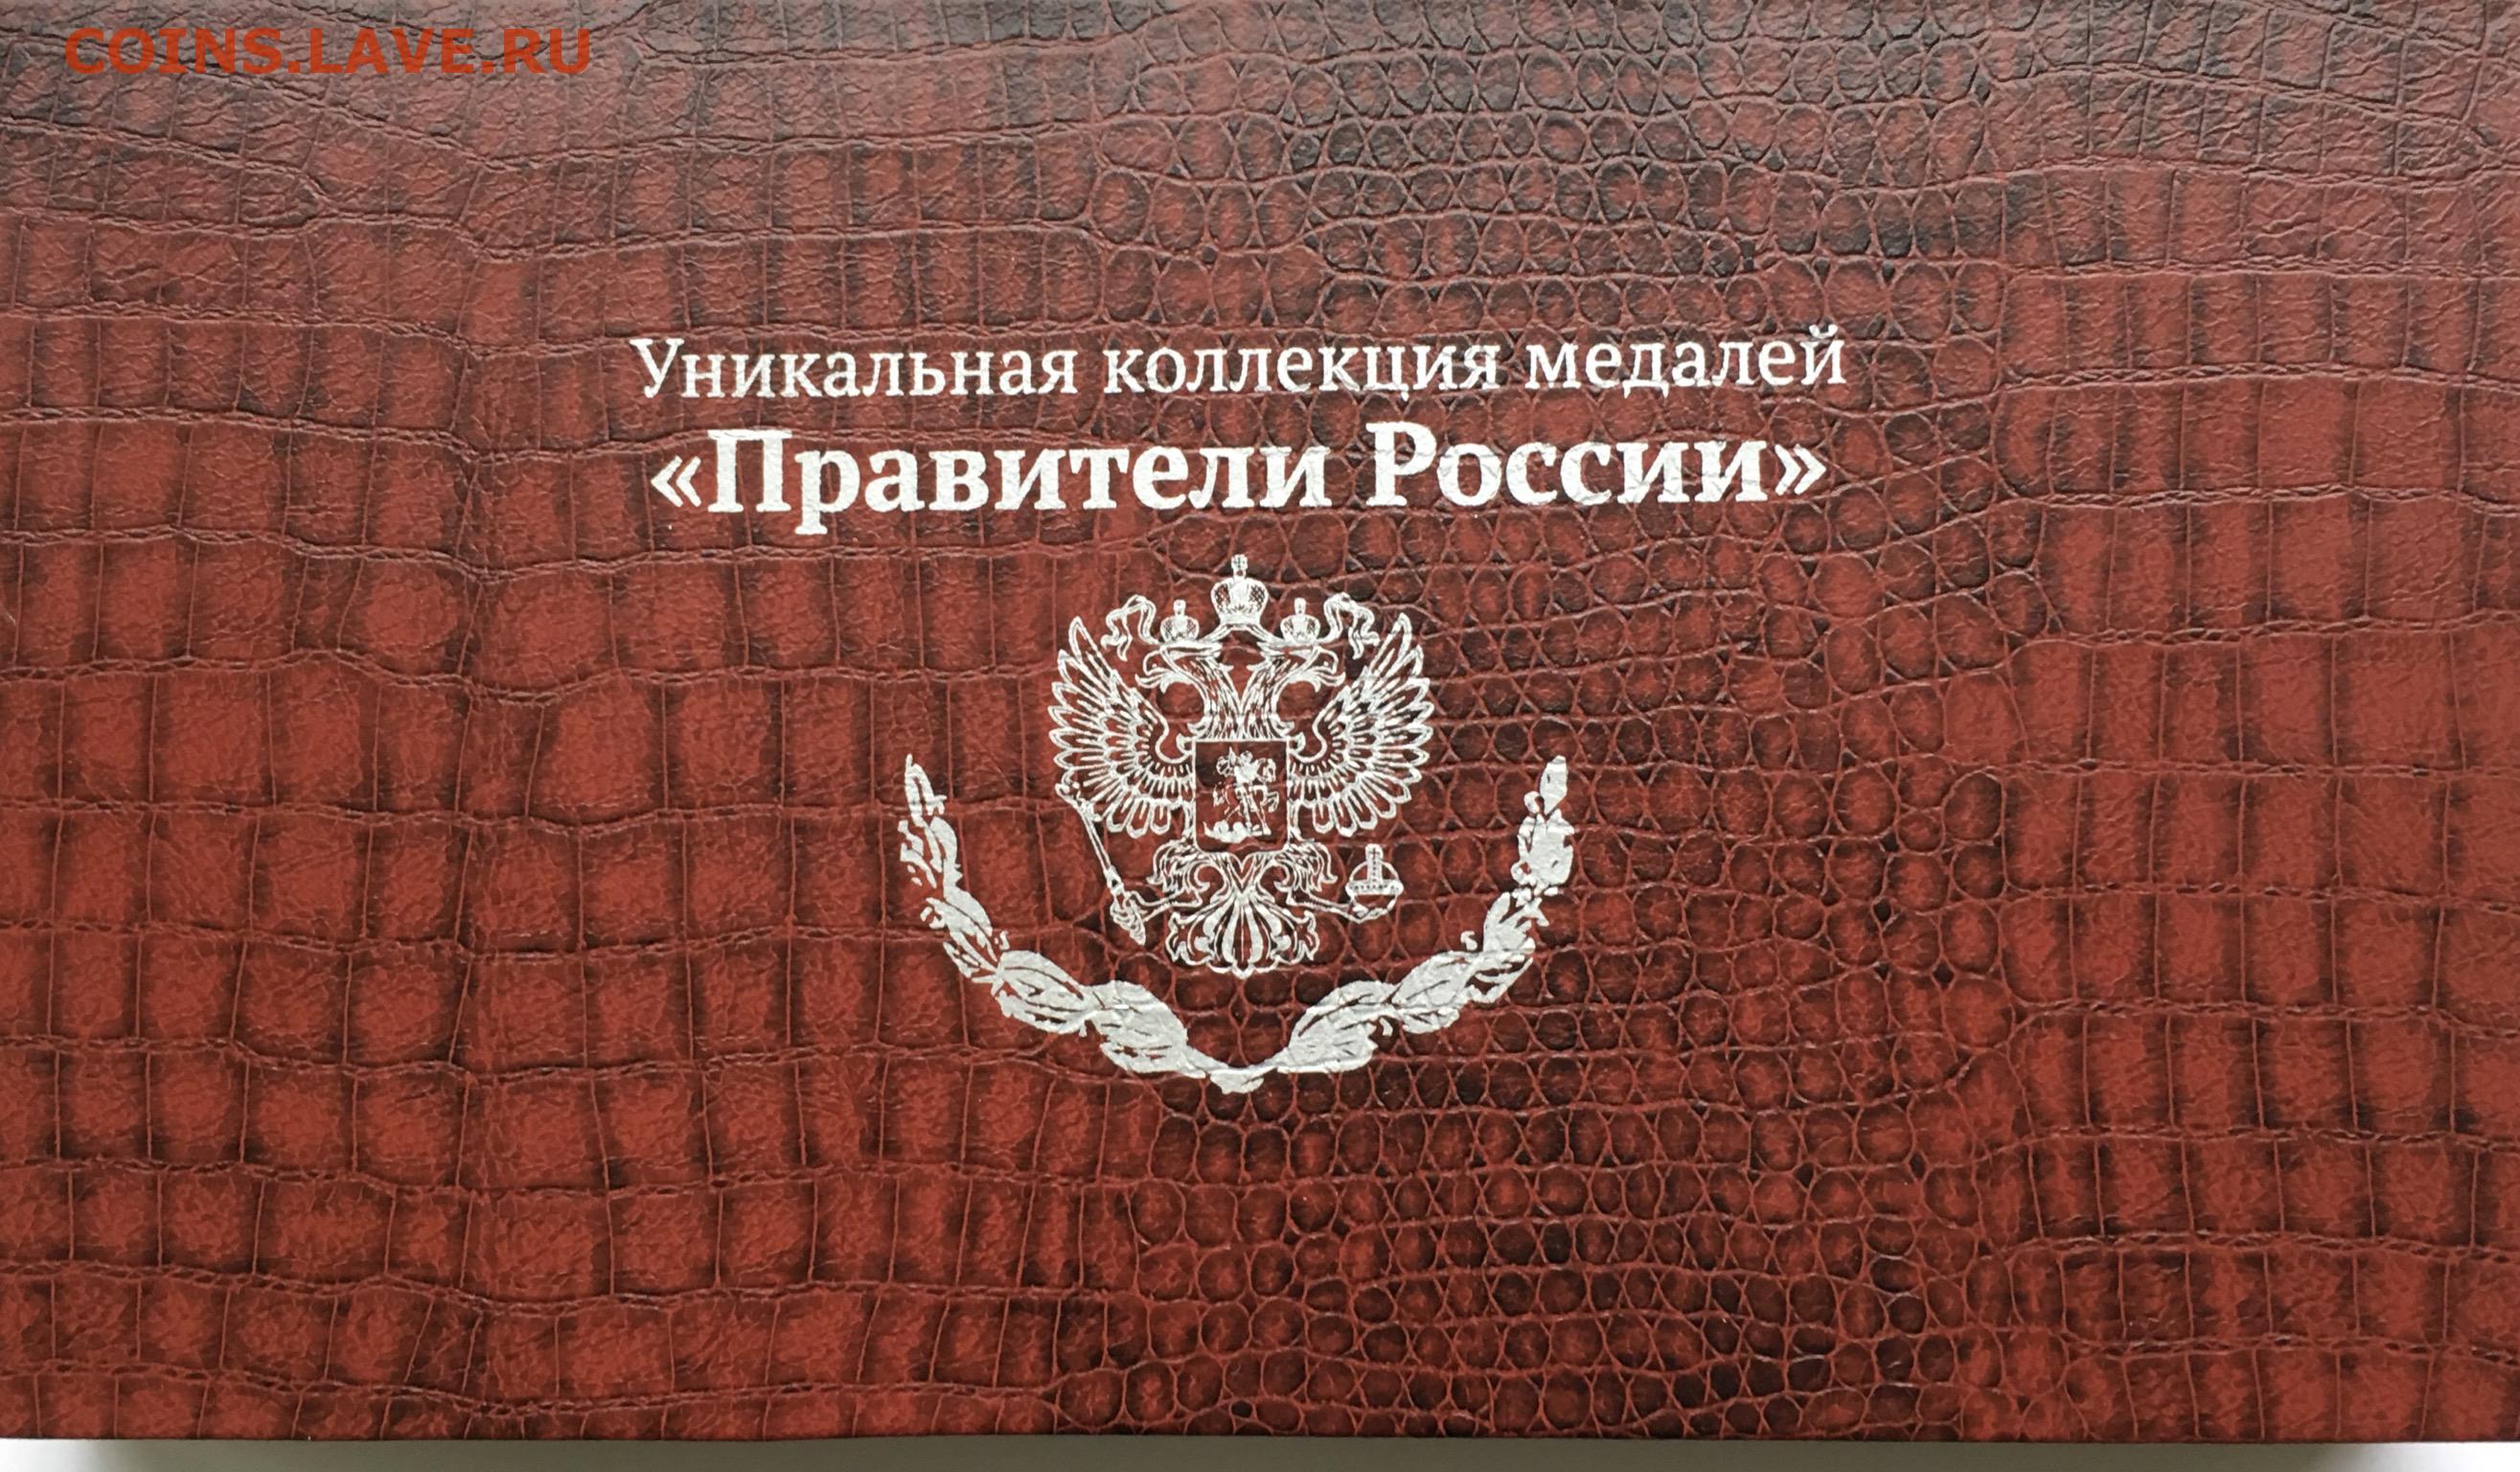 COINS.LAVE.RU
Уникальная коллекция медалей
«Правители России»